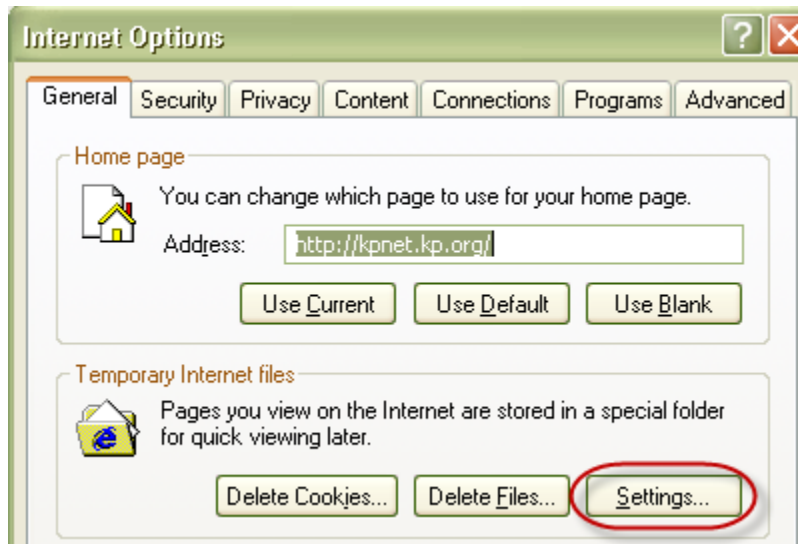 Internet Options
General Security Privacy Content Connections Programs Advanced
Home page
You can change which page to use for your home page.
Address: http://kpnet.kp.org/
Use Current Use Default Use Blank
Temporary Internet files
Pages you view on the Internet are stored in a special folder
for quick viewing later.
Delete Cookies... Delete Files... Settings...